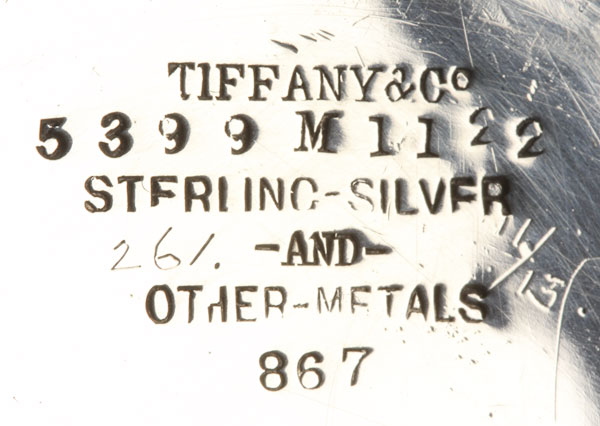 TIFFANY & Co
5399 M 1122
STERLING-SILVER
261. -AND-
OTHER-METALS
867